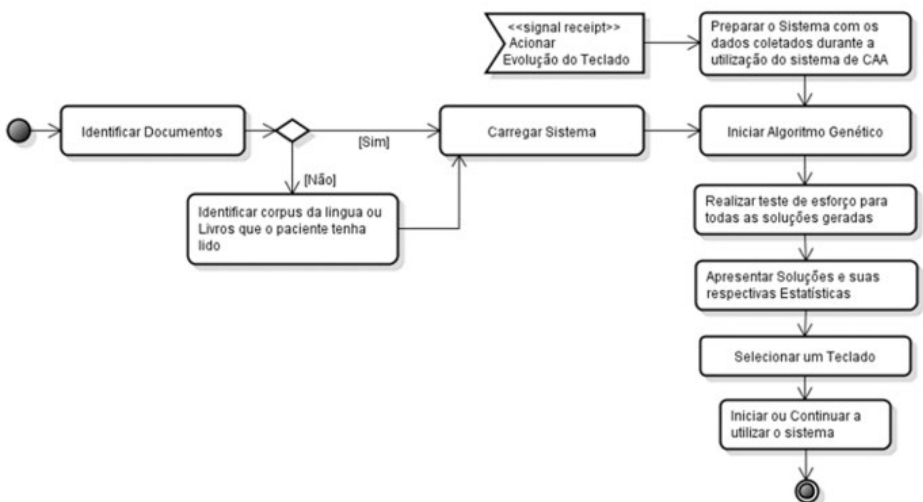 <<signal receipt>>
Acionar
Evolução do Teclado
Preparar o Sistema com os
dados coletados durante a
utilização do sistema de CAA
Identificar Documentos
[Sim]
Carregar Sistema
Iniciar Algoritmo Genético
[Não]
Identificar corpus da lingua ou
Livros que o paciente tenha
lido
Realizar teste de esforço para
todas as soluções geradas
Apresentar Soluções e suas
respectivas Estatísticas
Selecionar um Teclado
Iniciar ou Continuar a
utilizar o sistema